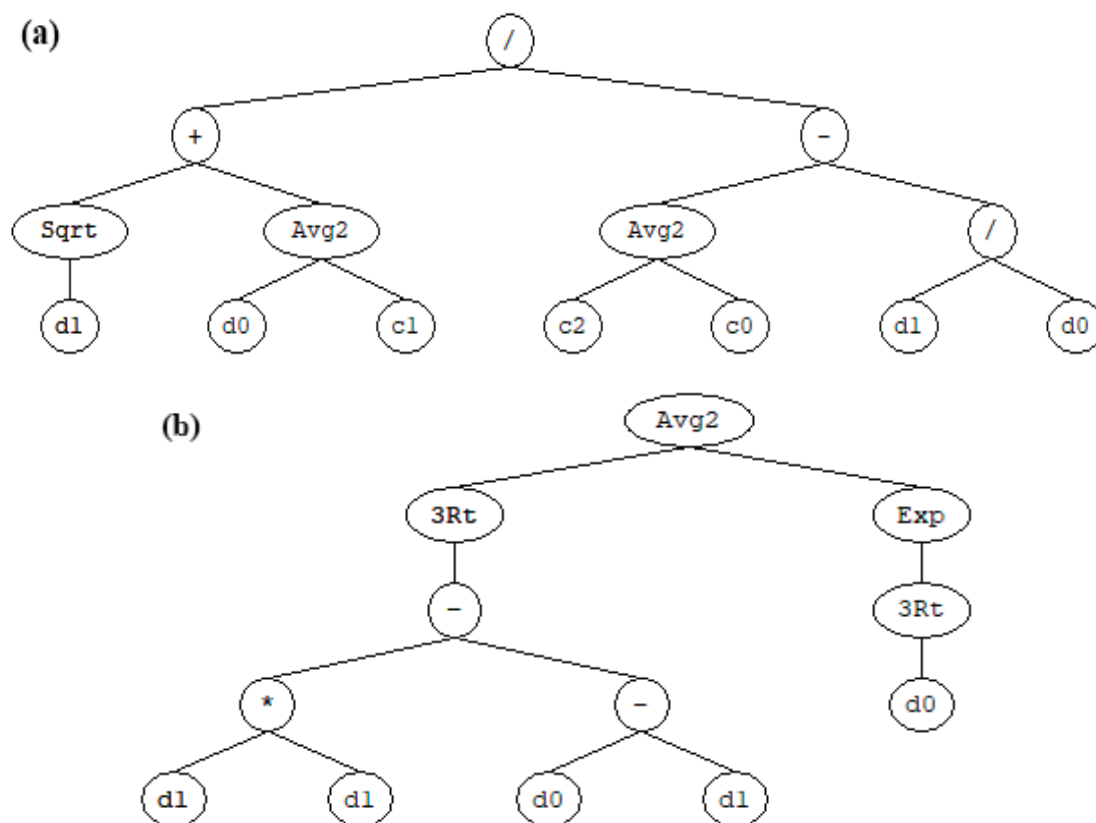 (a)
/
+ -
Sqrt Avg2 Avg2 /
d1 d0 c1 c2 c0 d1 d0
(b)
Avg2
3Rt Exp
- 3Rt
* - d0
d1 d1 d0 d1